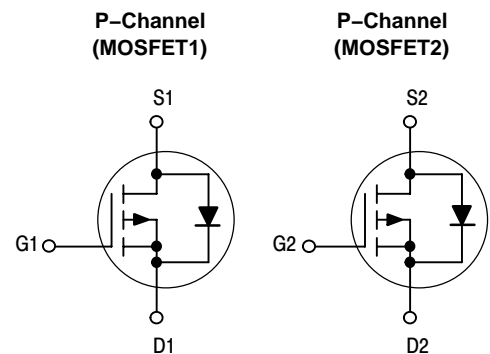 P–Channel P–Channel
(MOSFET1) (MOSFET2)
S1 S2
G1 G2
D1 D2